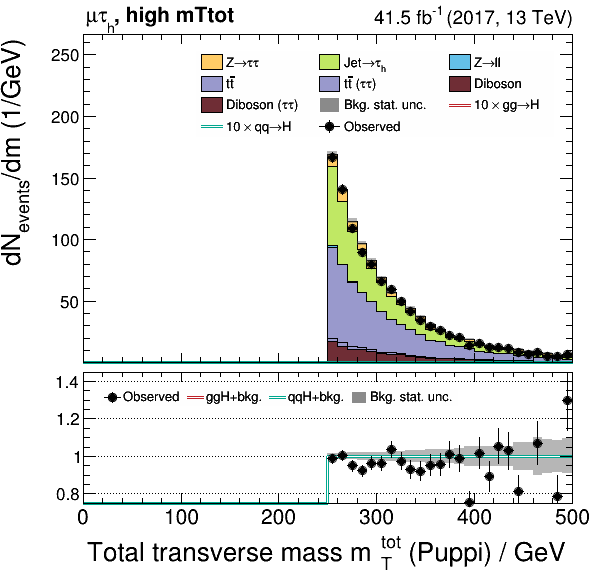 μτh, high mTtot
41.5 fb-1 (2017, 13 TeV)
dNevents/dm (1/GeV)
250
200
150
100
50
Z→ττ
Jet→τh
Z→ll
tt̄
tt̄ (ττ)
Diboson
Diboson (ττ)
Bkg. stat. unc.
10 × gg→H
10 × qq→H
Observed
1.4
1.2
1
0.8
Observed
ggH+bkg.
qqH+bkg.
Bkg. stat. unc.
0
100
200
300
400
500
Total transverse mass m T tot (Puppi) / GeV